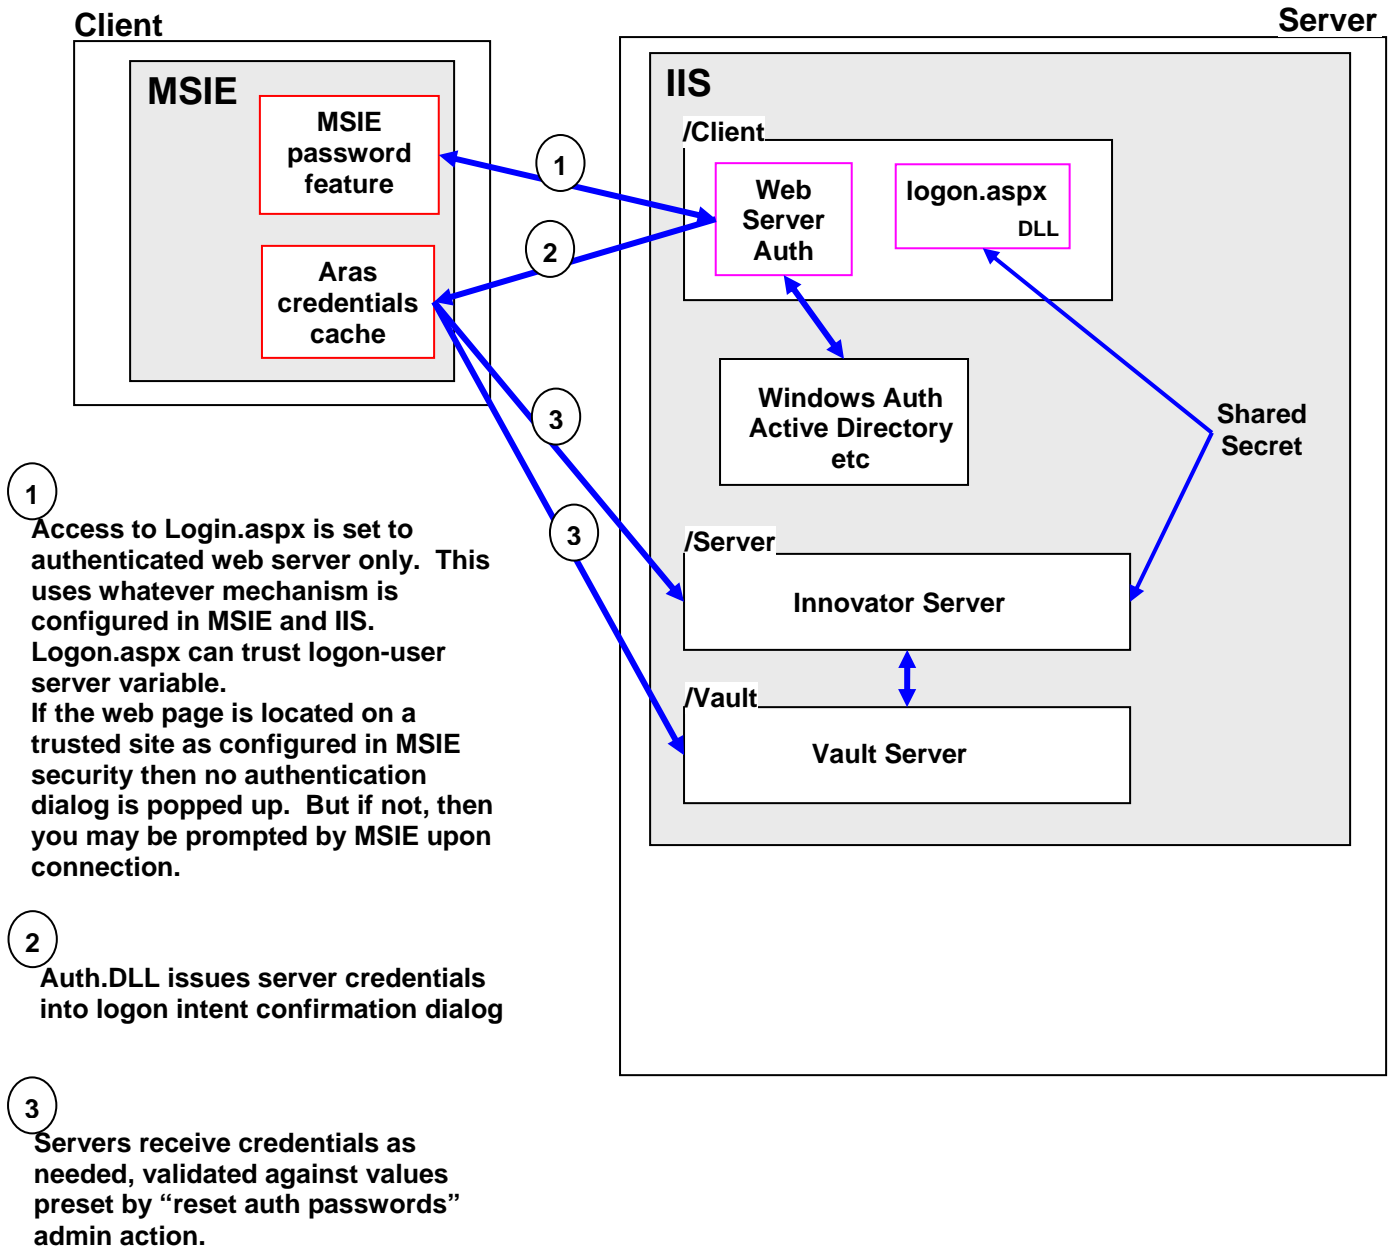 Client
Server
MSIE
MSIE
password
feature
Aras
credentials
cache
1
2
3
3
IIS
/Client
Web
Server
Auth
logon.aspx
DLL
Windows Auth
Active Directory
etc
Shared
Secret
/Server
Innovator Server
/Vault
Vault Server
1
Access to Login.aspx is set to
authenticated web server only.  This
uses whatever mechanism is
configured in MSIE and IIS.
Logon.aspx can trust logon-user
server variable.
If the web page is located on a
trusted site as configured in MSIE
security then no authentication
dialog is popped up.  But if not, then
you may be prompted by MSIE upon
connection.
2
Auth.DLL issues server credentials
into logon intent confirmation dialog
3
Servers receive credentials as
needed, validated against values
preset by “reset auth passwords”
admin action.